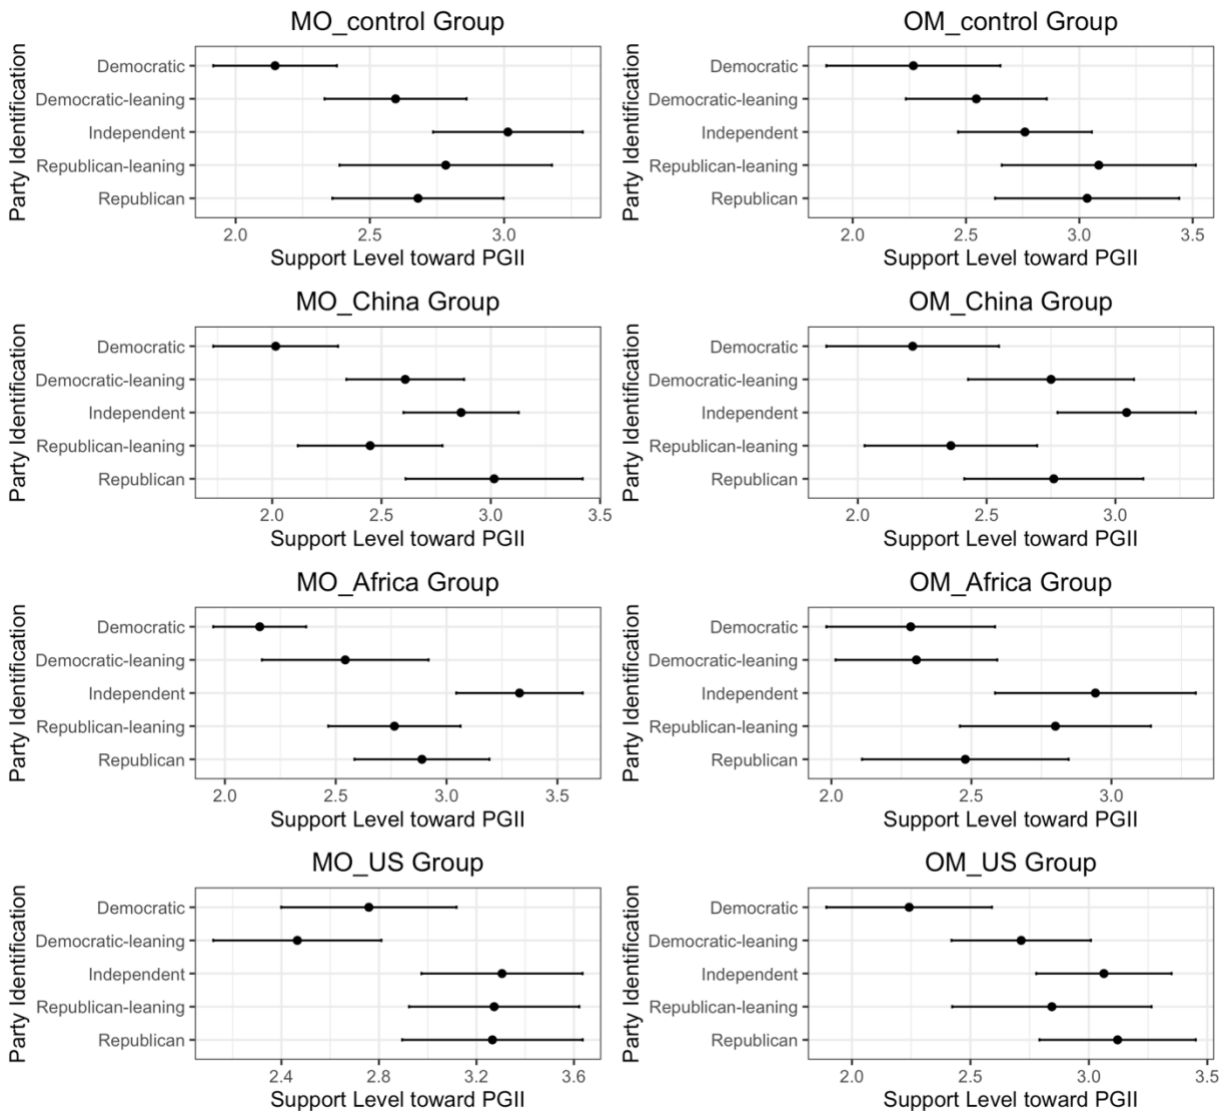 MO_control Group
Party Identification
Democratic
Democratic-leaning
Independent
Republican-leaning
Republican
2.0 2.5 3.0
Support Level toward PGII
OM_control Group
Party Identification
Democratic
Democratic-leaning
Independent
Republican-leaning
Republican
2.0 2.5 3.0 3.5
Support Level toward PGII
MO_China Group
Party Identification
Democratic
Democratic-leaning
Independent
Republican-leaning
Republican
2.0 2.5 3.0 3.5
Support Level toward PGII
OM_China Group
Party Identification
Democratic
Democratic-leaning
Independent
Republican-leaning
Republican
2.0 2.5 3.0
Support Level toward PGII
MO_Africa Group
Party Identification
Democratic
Democratic-leaning
Independent
Republican-leaning
Republican
2.0 2.5 3.0 3.5
Support Level toward PGII
OM_Africa Group
Party Identification
Democratic
Democratic-leaning
Independent
Republican-leaning
Republican
2.0 2.5 3.0
Support Level toward PGII
MO_US Group
Party Identification
Democratic
Democratic-leaning
Independent
Republican-leaning
Republican
2.4 2.8 3.2 3.6
Support Level toward PGII
OM_US Group
Party Identification
Democratic
Democratic-leaning
Independent
Republican-leaning
Republican
2.0 2.5 3.0 3.5
Support Level toward PGII